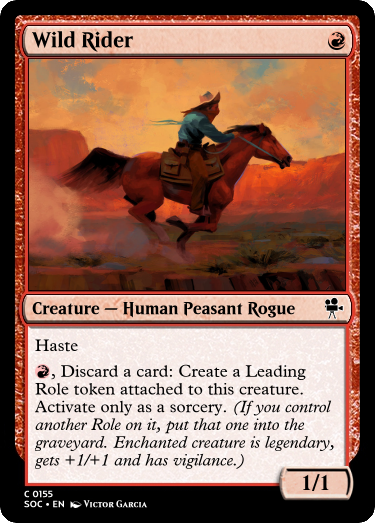 Wild Rider
Creature — Human Peasant Rogue
Haste
, Discard a card: Create a Leading
Role token attached to this creature.
Activate only as a sorcery. (If you control
another Role on it, put that one into the
graveyard. Enchanted creature is legendary,
gets +1/+1 and has vigilance.)
1/1
C 0155
SOC • EN Victor Garcia